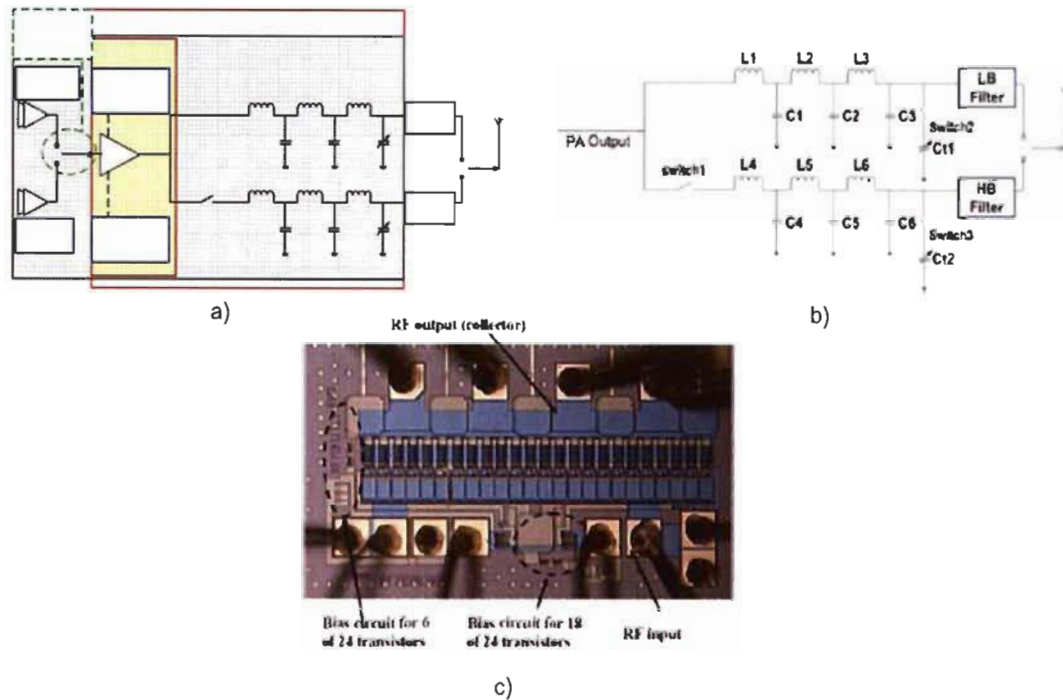 a)
L1 L2 L3
LB
Filter
C1 C2 C3
Switch2
Ct1
PA Output
switch1
L4 L5 L6
HB
Filter
C4 C5 C6
Switch3
Ct2
b)
RF output (collector)
Bias circuit for 6
of 24 transistors
Bias circuit for 18
of 24 transistors
RF input
c)